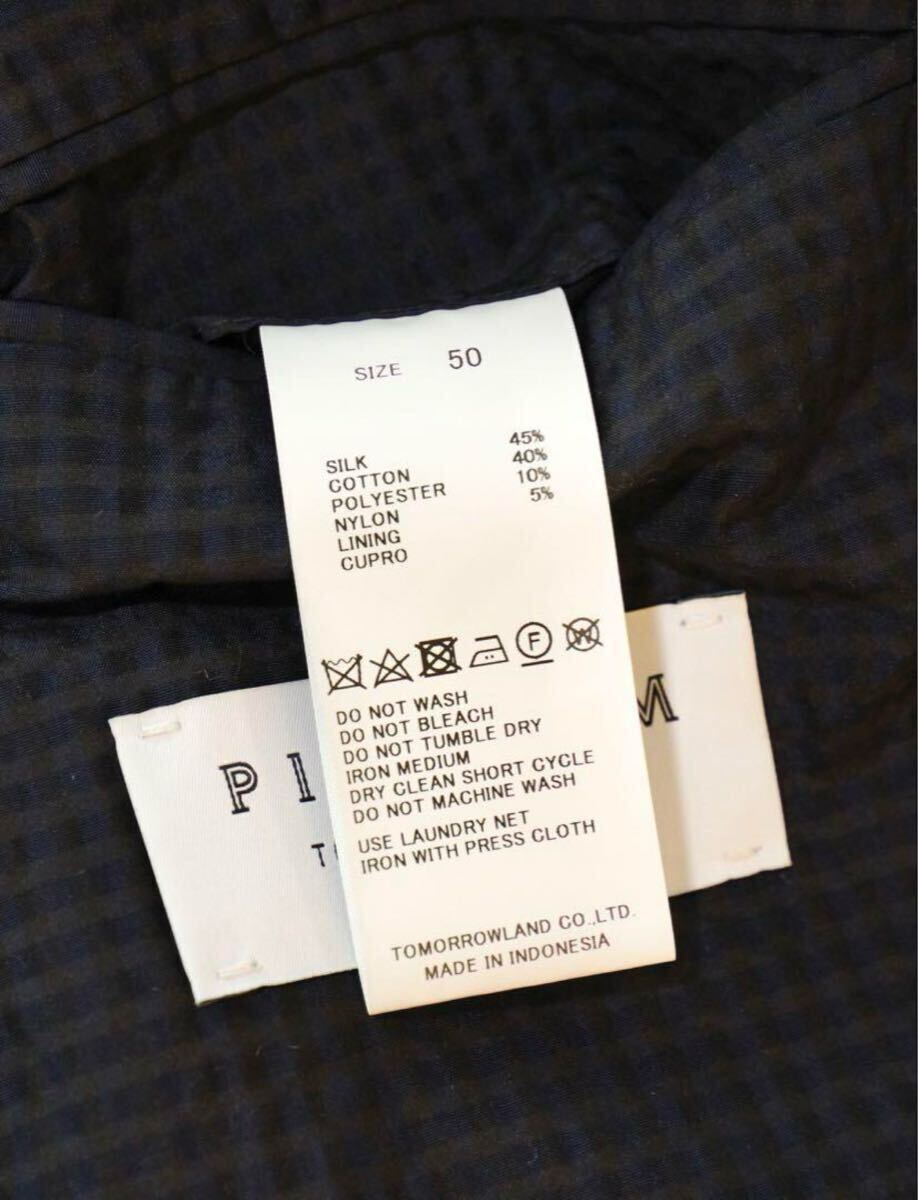 SIZE 50
SILK 45%
COTTON 40%
POLYESTER 10%
NYLON 5%
LINING
CUPRO
F
W
DO NOT WASH
DO NOT BLEACH
DO NOT TUMBLE DRY
IRON MEDIUM
DRY CLEAN SHORT CYCLE
DO NOT MACHINE WASH
USE LAUNDRY NET
IRON WITH PRESS CLOTH
TOMORROWLAND CO.,LTD.
MADE IN INDONESIA